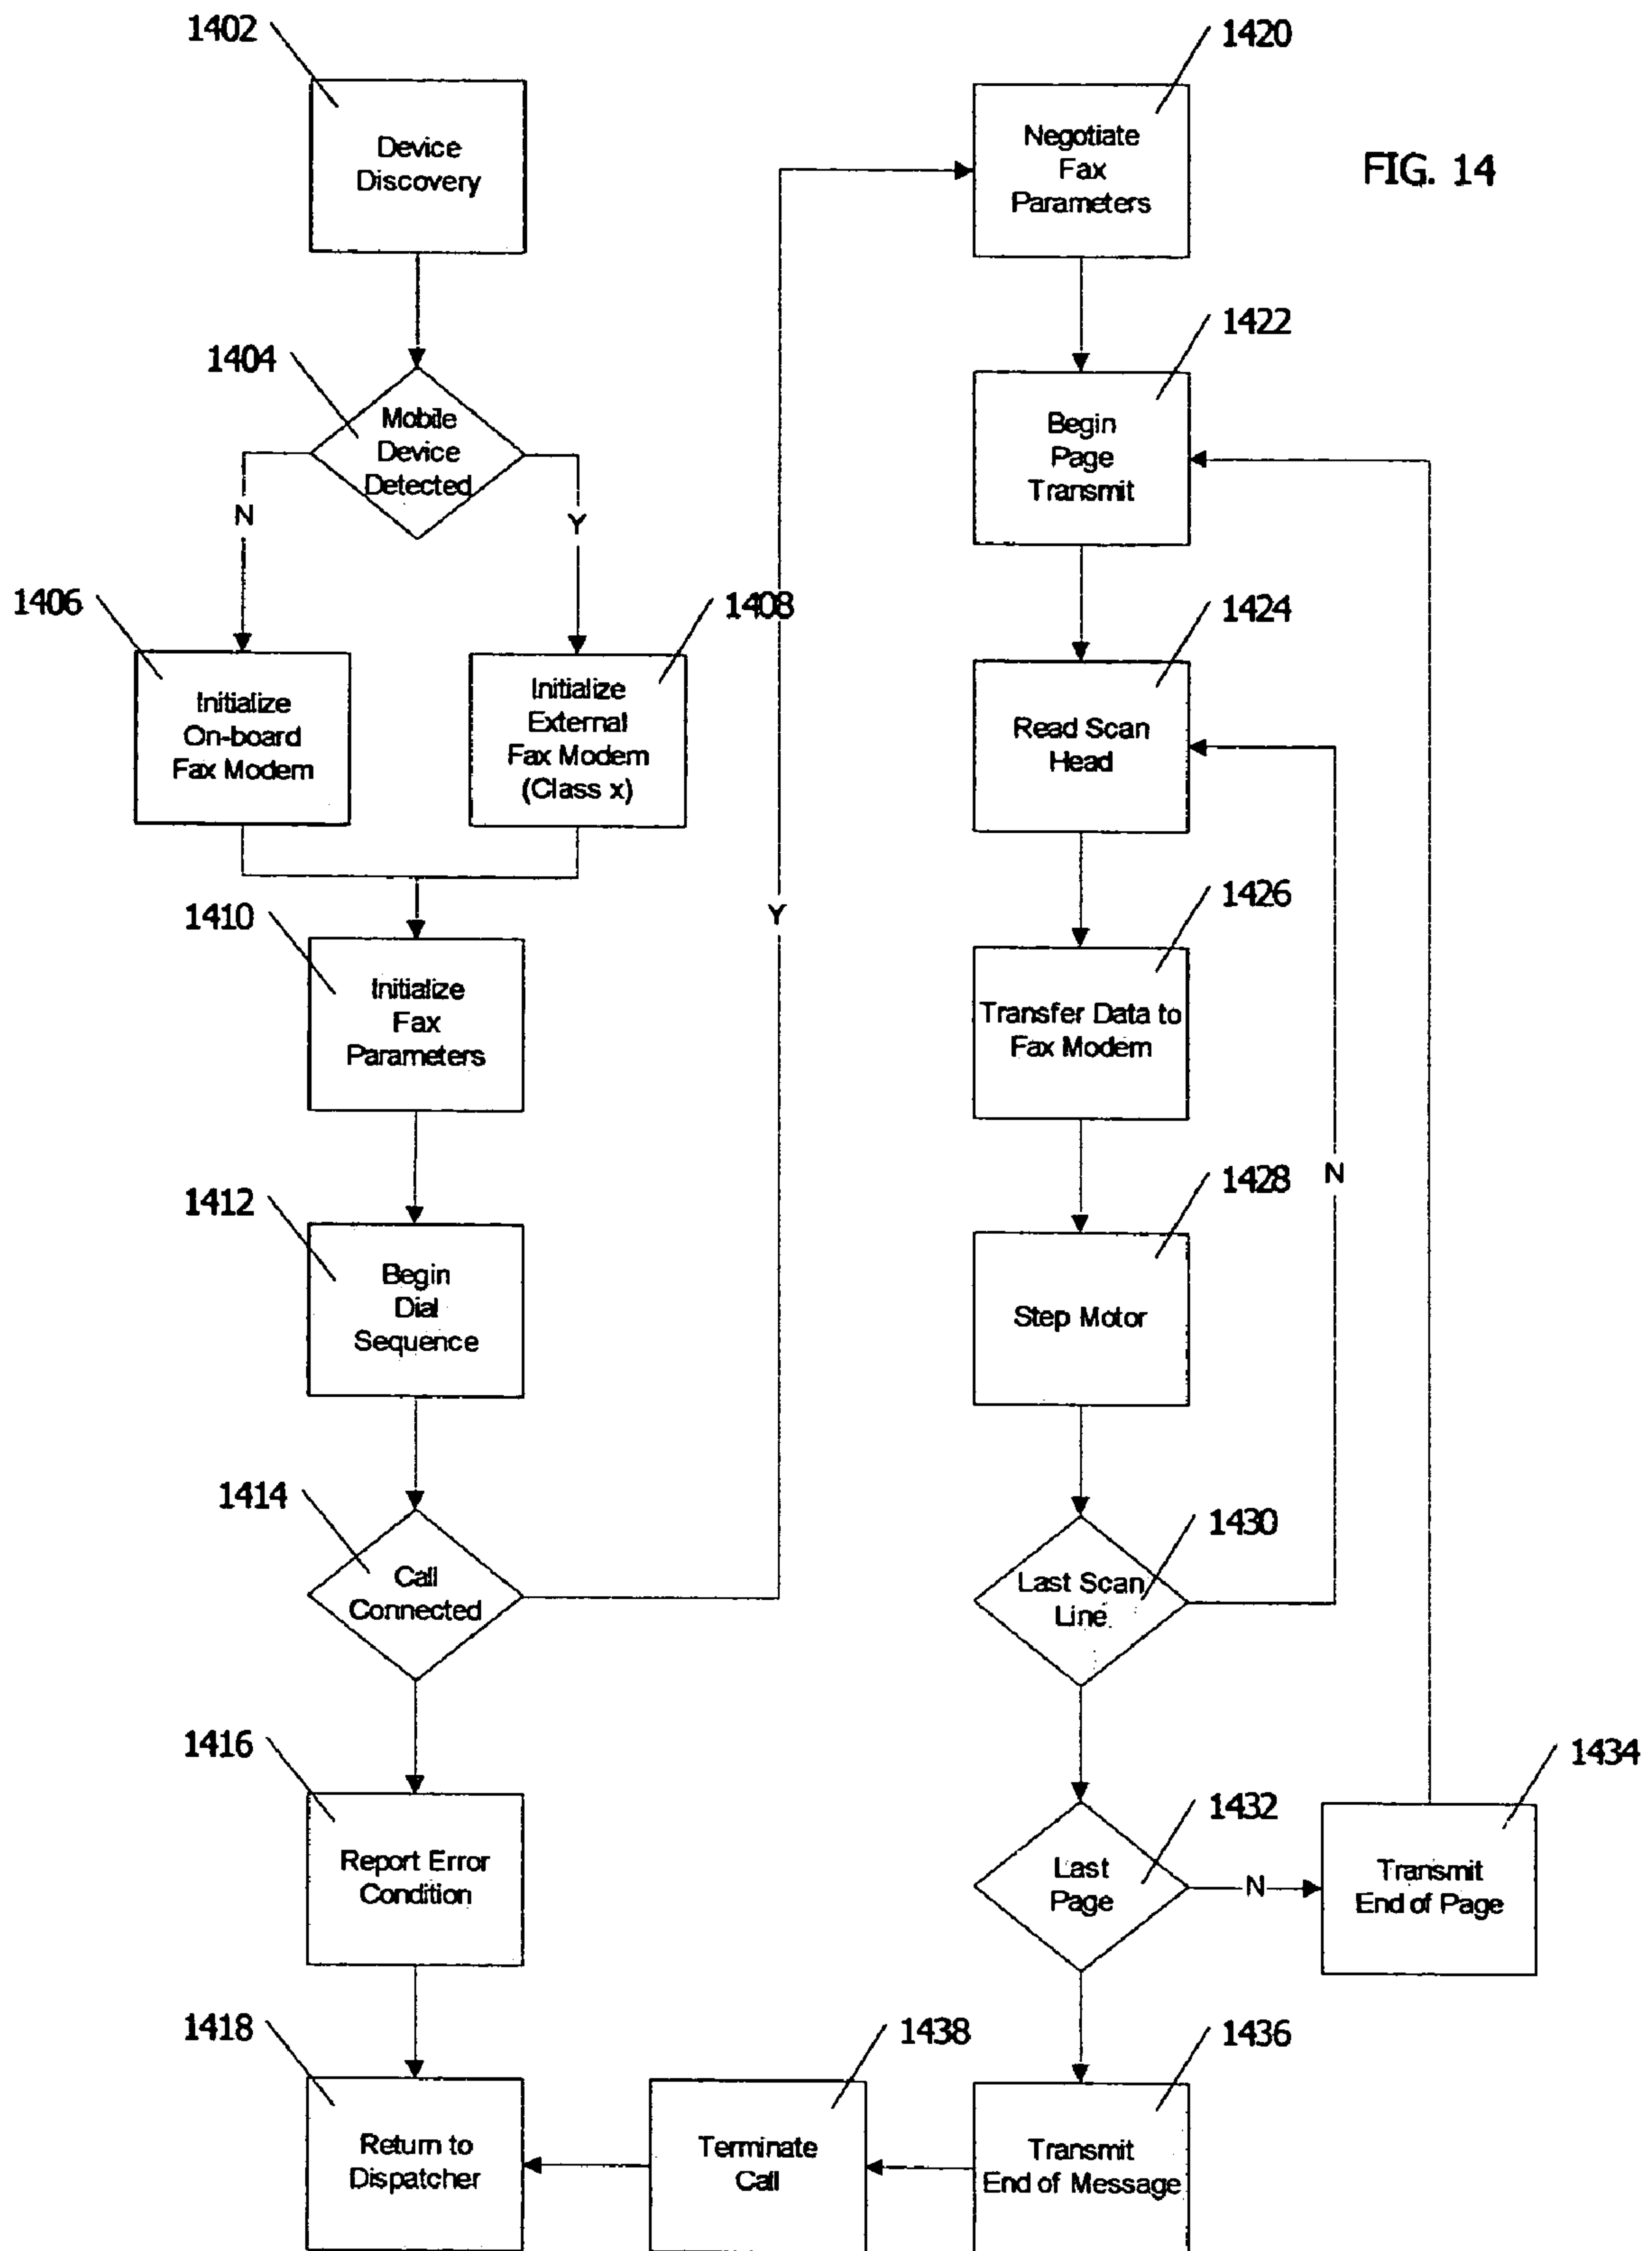 1402
Device
Discovery
1404
Mobile
Device
Detected
N
Y
1406
Initialize
On-board
Fax Modem
1408
Initialize
External
Fax Modem
(Class x)
1410
Initialize
Fax
Parameters
1412
Begin
Dial
Sequence
1414
Call
Connected
Y
1416
Report Error
Condition
1418
Return to
Dispatcher
1420
Negotiate
Fax
Parameters
FIG. 14
1422
Begin
Page
Transmit
1424
Read Scan
Head
1426
Transfer Data to
Fax Modem
1428
Step Motor
N
1430
Last Scan
Line
1432
Last
Page
N
1434
Transmit
End of Page
1436
Transmit
End of Message
1438
Terminate
Call